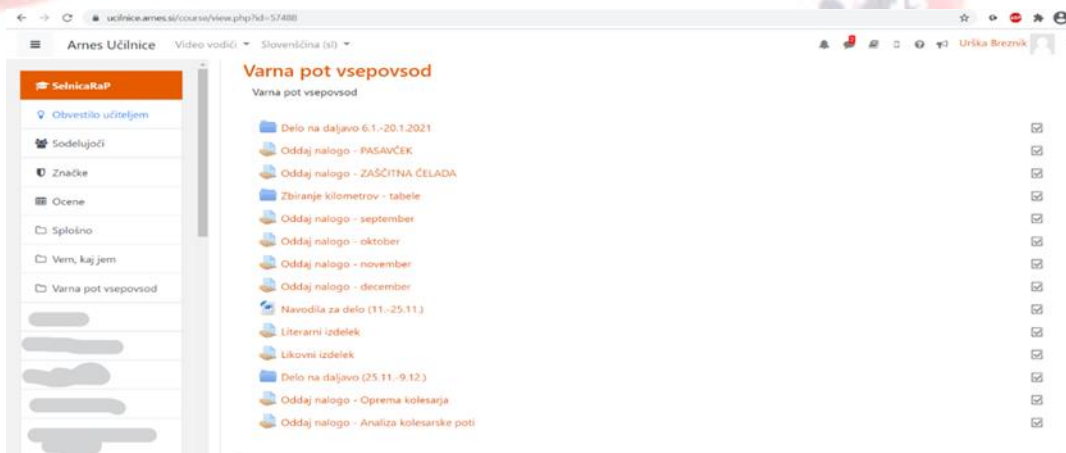 ucilnice.arnes.si/course/view.php?id=57488
Arnes Učilnice Video vodiči Slovenščina (sl) Urška Breznik
SelnicaRaP
Obvestilo učiteljem
Sodelujoči
Značke
Ocene
Splošno
Vem, kaj jem
Varna pot vsepovsod
Varna pot vsepovsod
Varna pot vsepovsod
Delo na daljavo 6.1.-20.1.2021
Oddaj nalogo - PASAVČEK
Oddaj nalogo - ZAŠČITNA ČELADA
Zbiranje kilometrov - tabele
Oddaj nalogo - september
Oddaj nalogo - oktober
Oddaj nalogo - november
Oddaj nalogo - december
Navodila za delo (11.-25.11.)
Literarni izdelek
Likovni izdelek
Delo na daljavo (25.11.-9.12.)
Oddaj nalogo - Oprema kolesarja
Oddaj nalogo - Analiza kolesarske poti